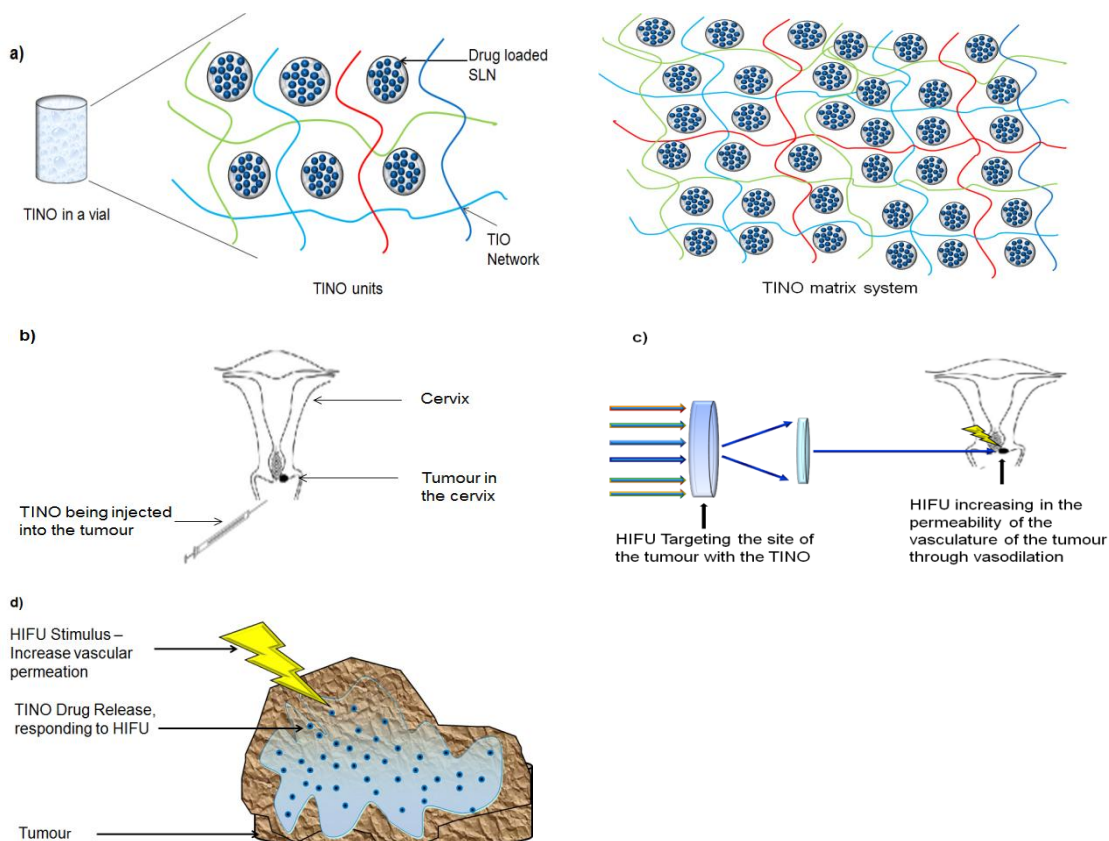 a)
Drug loaded
SLN
TINO in a vial
TIO
Network
TINO units
TINO matrix system
b)
Cervix
Tumour in
the cervix
TINO being injected
into the tumour
c)
HIFU Targeting the site of
the tumour with the TINO
HIFU increasing in the
permeability of the
vasculature of the tumour
through vasodilation
d)
HIFU Stimulus –
Increase vascular
permeation
TINO Drug Release,
responding to HIFU
Tumour